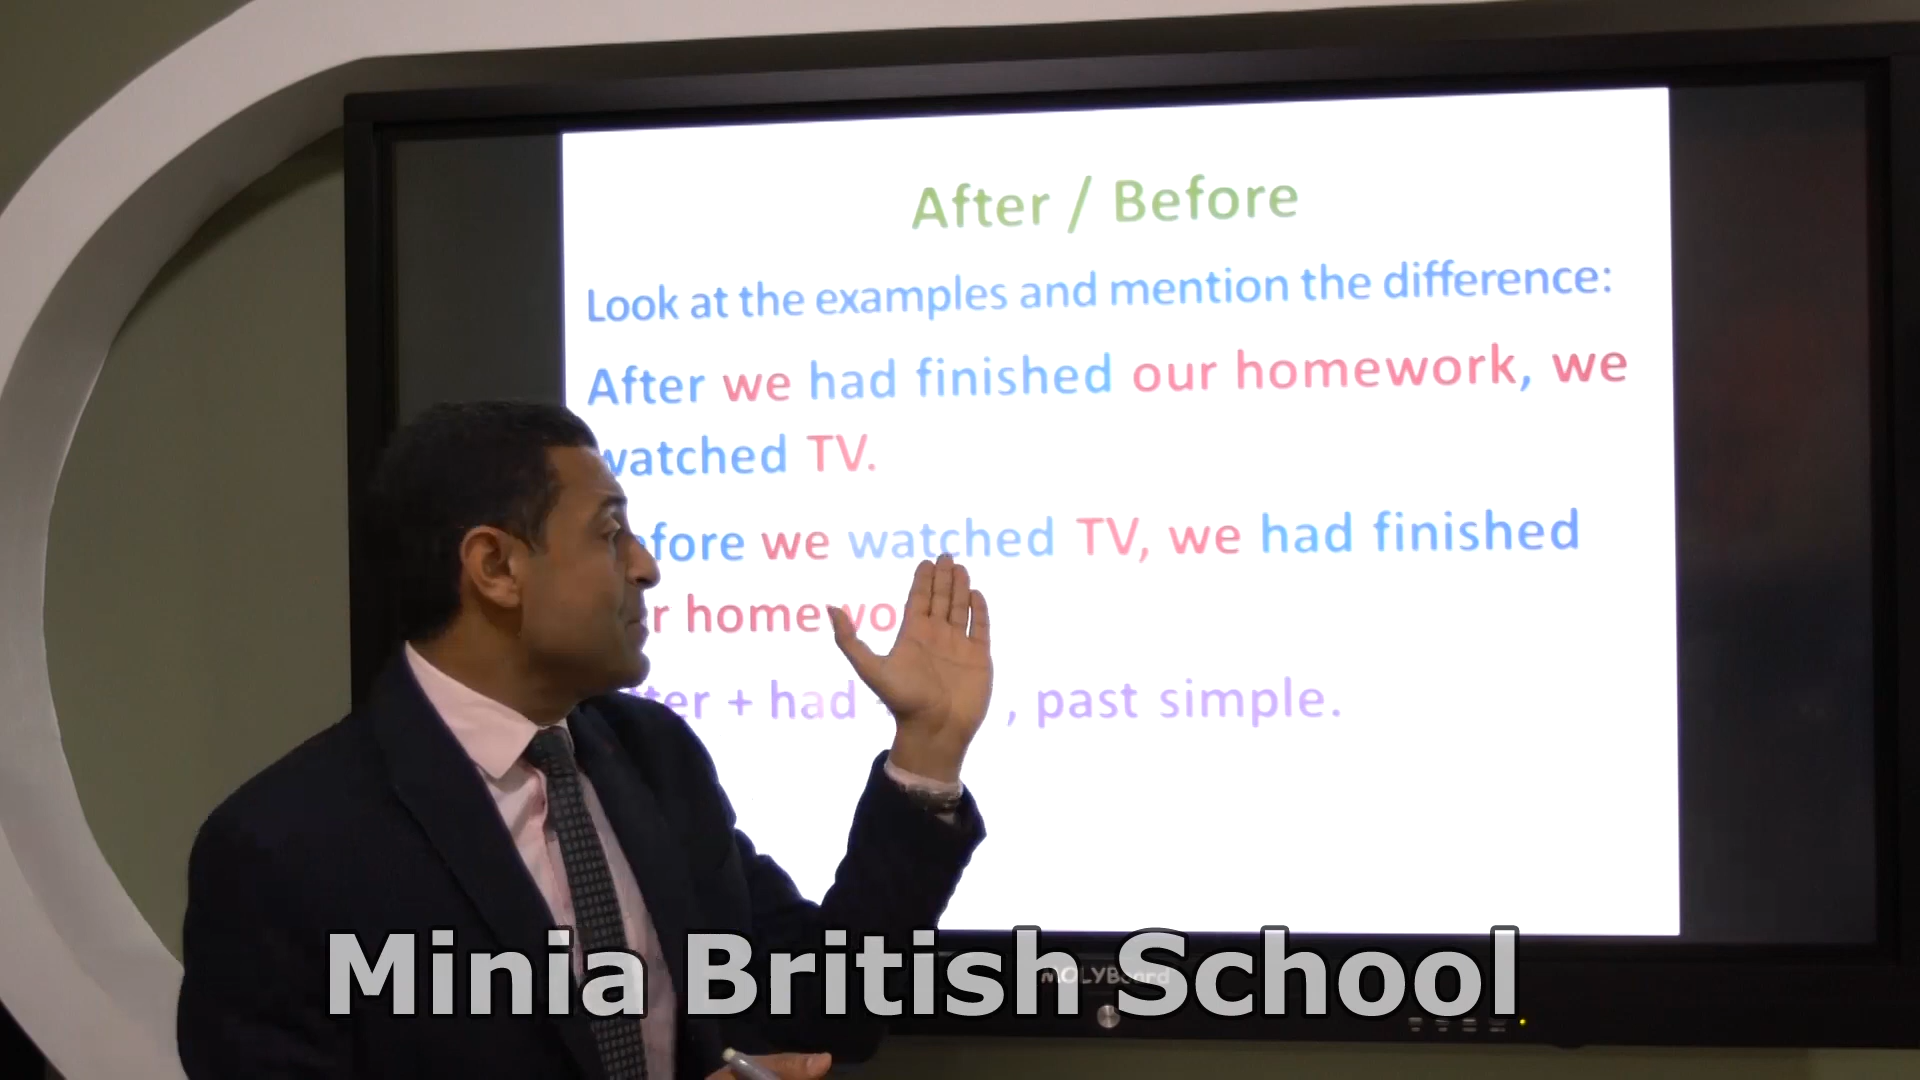 After / Before
Look at the examples and mention the difference:
After we had finished our homework, we
watched TV.
we watched TV, we had finished
+ had , past simple.
MOLYBoard
Minia British School